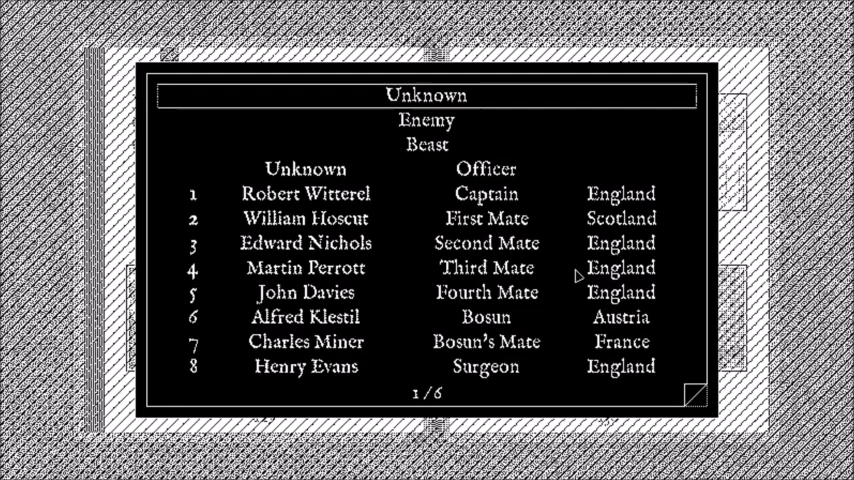 Unknown
Enemy
Beast
Unknown Officer
1 Robert Witterel Captain England
2 William Hoscut First Mate Scotland
3 Edward Nichols Second Mate England
4 Martin Perrott Third Mate England
5 John Davies Fourth Mate England
6 Alfred Klestil Bosun Austria
7 Charles Miner Bosun's Mate France
8 Henry Evans Surgeon England
1/6